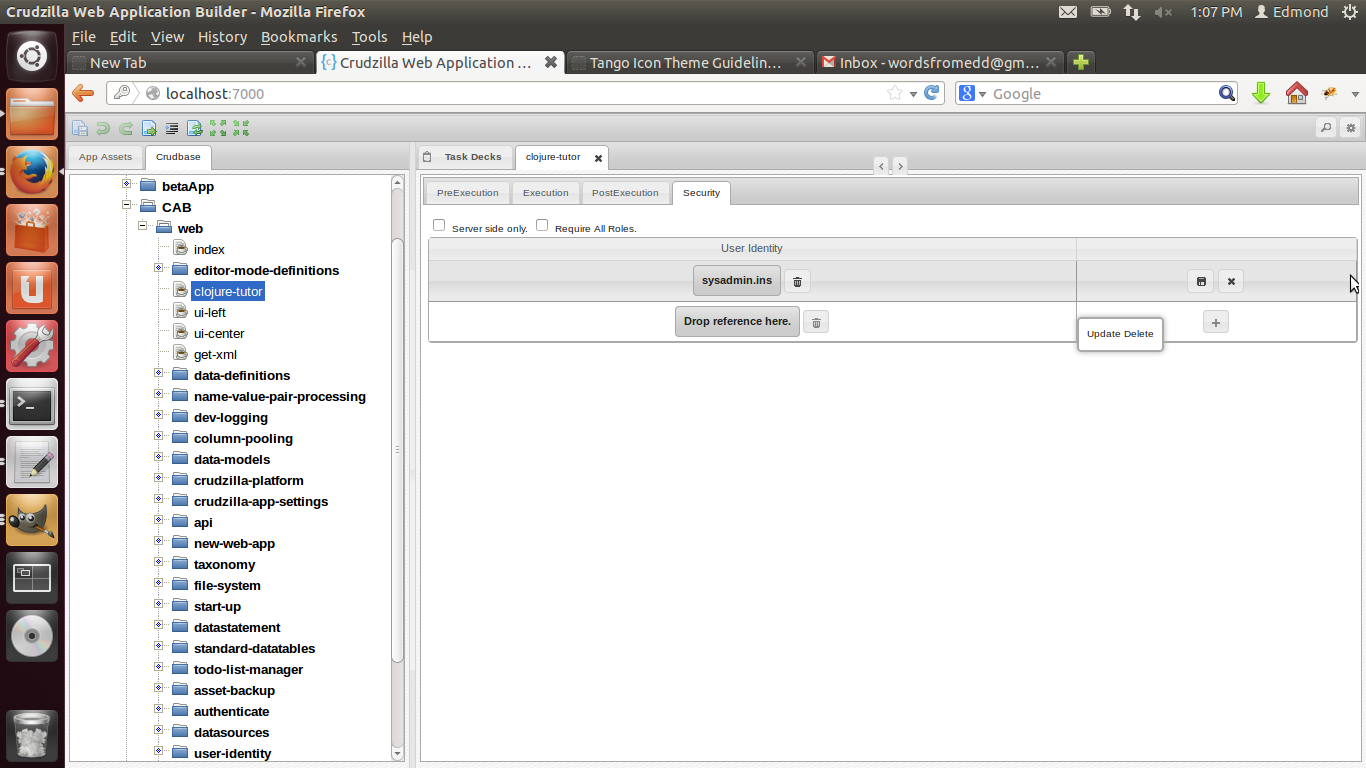 Crudzilla Web Application Builder - Mozilla Firefox
1:07 PM Edmond
File Edit View History Bookmarks Tools Help
New Tab
Crudzilla Web Application ...
Tango Icon Theme Guidelin...
Inbox - wordsfromedd@gm...
localhost:7000
Google
App Assets
Crudbase
Task Decks
clojure-tutor
betaApp
CAB
web
index
editor-mode-definitions
clojure-tutor
ui-left
ui-center
get-xml
data-definitions
name-value-pair-processing
dev-logging
column-pooling
data-models
crudzilla-platform
crudzilla-app-settings
api
new-web-app
taxonomy
file-system
start-up
datastatement
standard-datatables
todo-list-manager
asset-backup
authenticate
datasources
user-identity
PreExecution
Execution
PostExecution
Security
Server side only. Require All Roles.
User Identity
sysadmin.ins
Drop reference here.
Update Delete